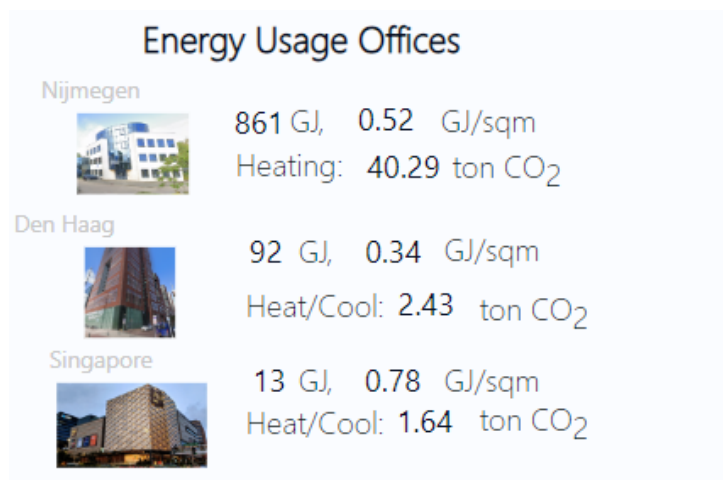 Energy Usage Offices
Nijmegen
861 GJ, 0.52 GJ/sqm
Heating: 40.29 ton CO2
Den Haag
92 GJ, 0.34 GJ/sqm
Heat/Cool: 2.43 ton CO2
Singapore
13 GJ, 0.78 GJ/sqm
Heat/Cool: 1.64 ton CO2